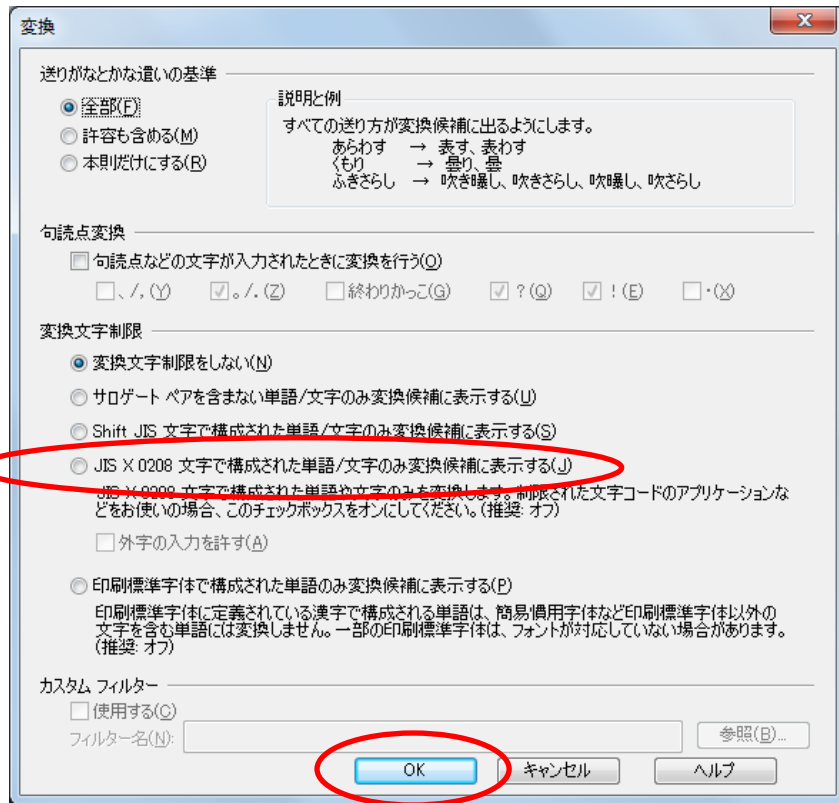 変換
送りがなとかな遣いの基準
全部(F)
許容も含める(M)
本則だけにする(R)
説明と例
すべての送り方が変換候補に出るようにします。
あらわす → 表す、表わす
くもり → 曇り、曇
ふきさらし → 吹き曝し、吹きさらし、吹曝し、吹さらし
句読点変換
句読点などの文字が入力されたときに変換を行う(O)
、/，(Y) 。/．(Z) 終わりかっこ(G) ？(Q) ！(E) ・(X)
変換文字制限
変換文字制限をしない(N)
サロゲート ペアを含まない単語/文字のみ変換候補に表示する(U)
Shift JIS 文字で構成された単語/文字のみ変換候補に表示する(S)
JIS X 0208 文字で構成された単語/文字のみ変換候補に表示する(J)
JIS X 0208 文字で構成された単語や文字のみを変換します。制限された文字コードのアプリケーションな
どをお使いの場合、このチェックボックスをオンにしてください。(推奨: オフ)
外字の入力を許す(A)
印刷標準字体で構成された単語のみ変換候補に表示する(P)
印刷標準字体に定義されている漢字で構成される単語は、簡易慣用字体など印刷標準字体以外の
文字を含む単語には変換しません。一部の印刷標準字体は、フォントが対応していない場合があります。
(推奨: オフ)
カスタム フィルター
使用する(C)
フィルター名(N): 参照(B)...
OK キャンセル ヘルプ